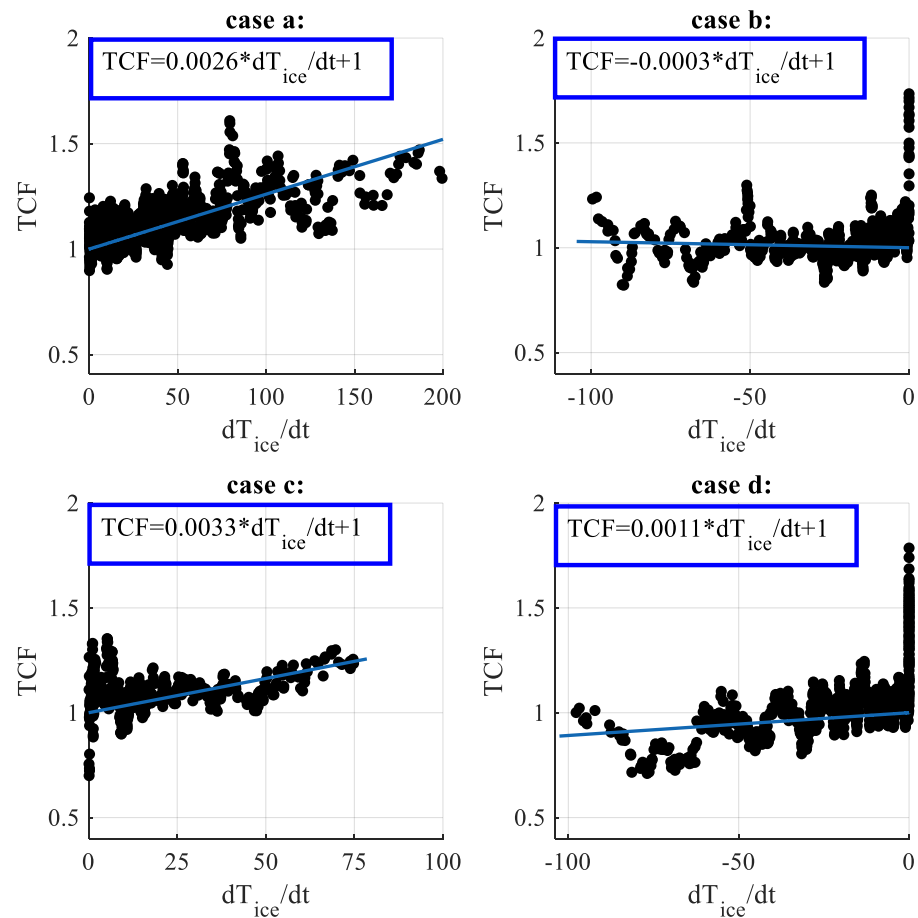 case a:
TCF=0.0026*dT_ice/dt+1
2
1.5
1
0.5
TCF
0 50 100 150 200
dT_ice/dt
case b:
TCF=-0.0003*dT_ice/dt+1
2
1.5
1
0.5
TCF
-100 -50 0
dT_ice/dt
case c:
TCF=0.0033*dT_ice/dt+1
2
1.5
1
0.5
TCF
0 25 50 75 100
dT_ice/dt
case d:
TCF=0.0011*dT_ice/dt+1
2
1.5
1
0.5
TCF
-100 -50 0
dT_ice/dt